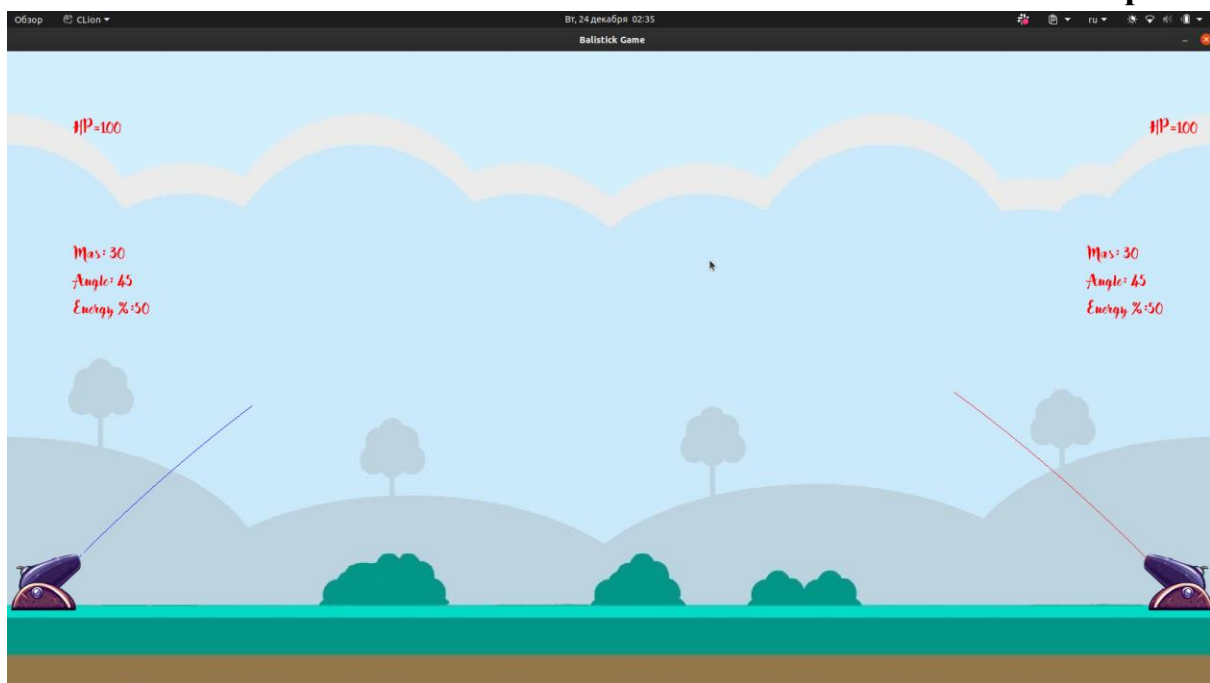 Обзор CLion Вт, 24 декабря 02:35 ru
Balistick Game
HP=100 HP=100
Mas: 30 Mas: 30
Angle: 45 Angle: 45
Energy %:50 Energy %:50